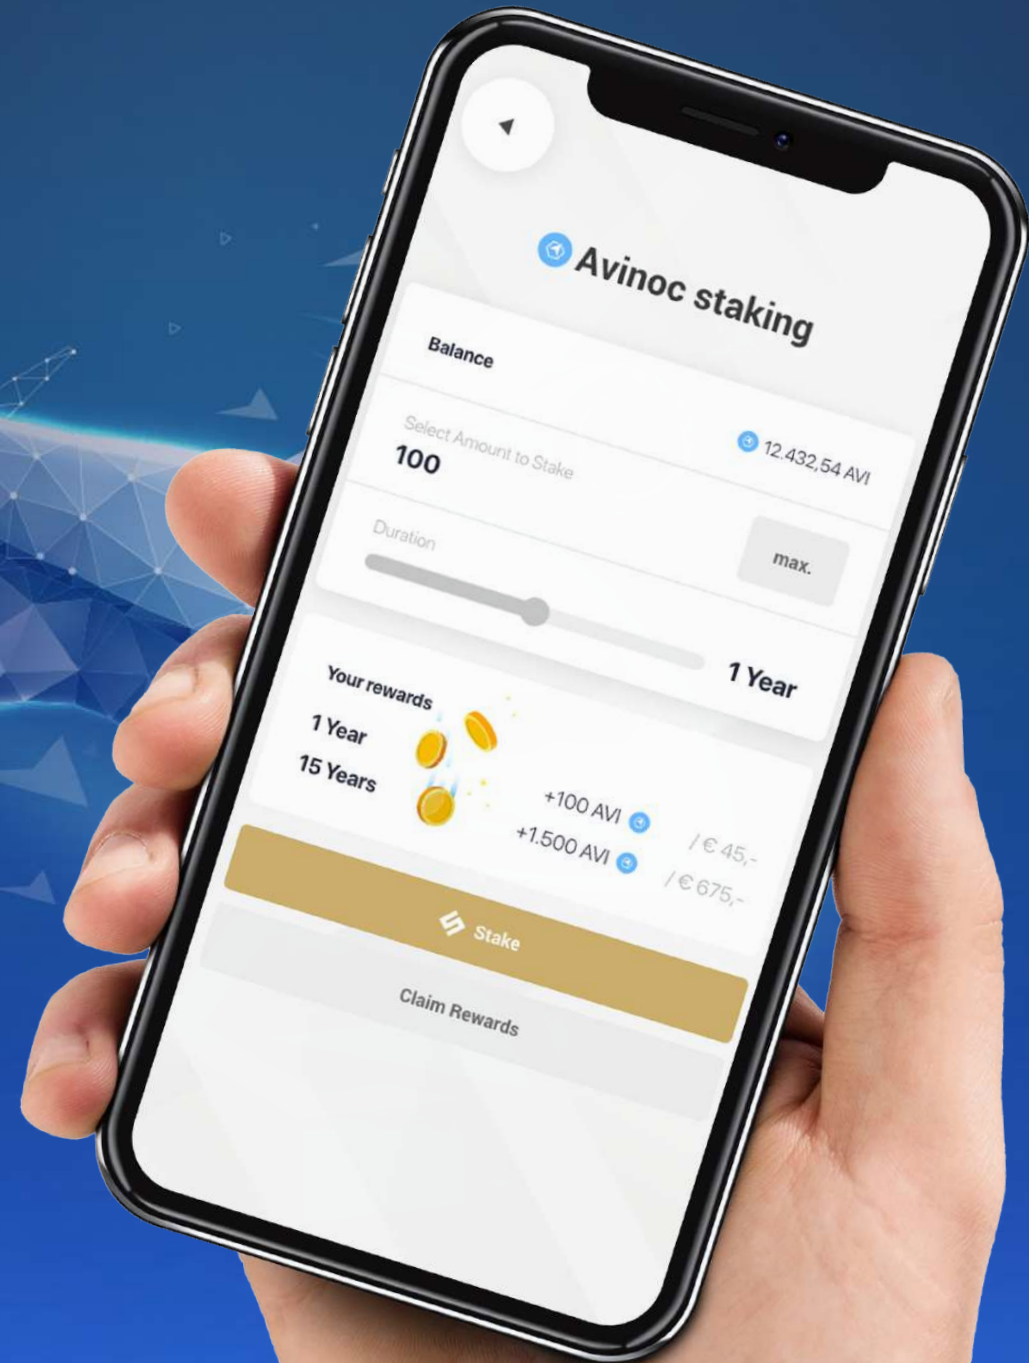 Avinoc staking
Balance
12.432,54 AVI
Select Amount to Stake
100
max.
Duration
1 Year
Your rewards
1 Year
+100 AVI / € 45,-
15 Years
+1.500 AVI / € 675,-
Stake
Claim Rewards